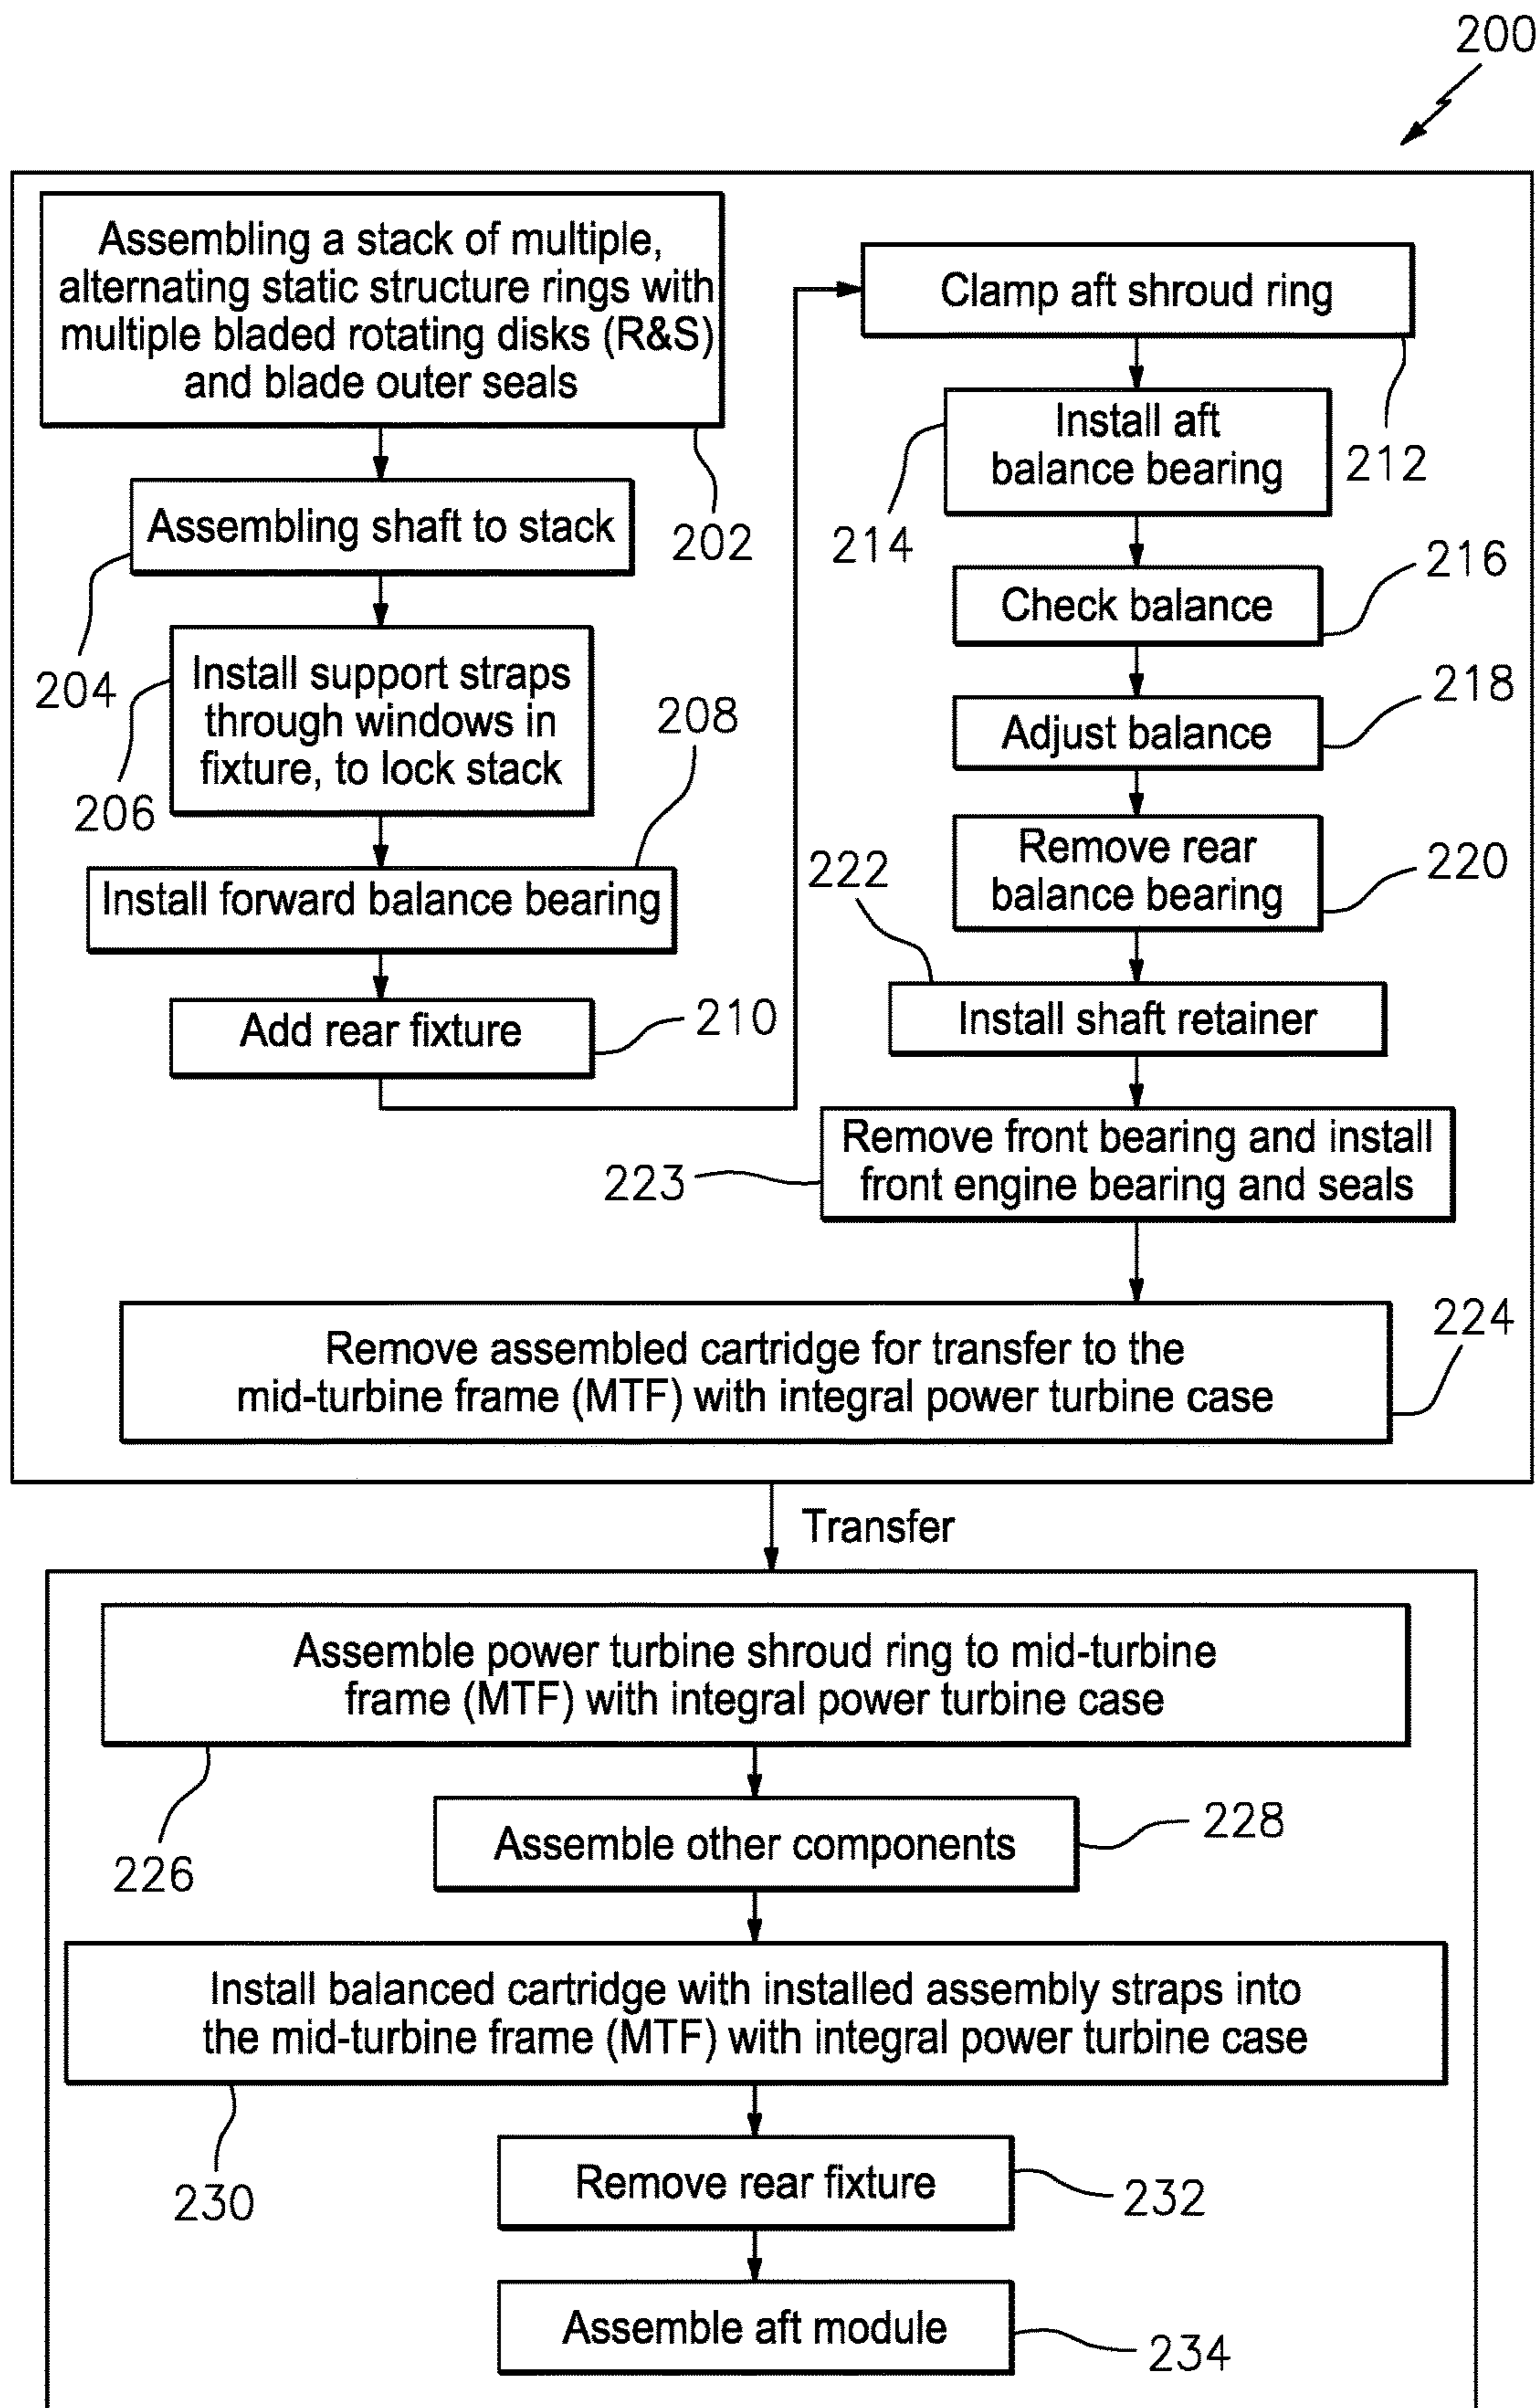 200
Assembling a stack of multiple,
alternating static structure rings with
multiple bladed rotating disks (R&S)
and blade outer seals
202
Assembling shaft to stack
204
Install support straps
through windows in
fixture, to lock stack
206
208
Install forward balance bearing
Add rear fixture
210
Clamp aft shroud ring
212
Install aft
balance bearing
214
Check balance
216
Adjust balance
218
Remove rear
balance bearing
220
222
Install shaft retainer
Remove front bearing and install
front engine bearing and seals
223
Remove assembled cartridge for transfer to the
mid-turbine frame (MTF) with integral power turbine case
224
Transfer
Assemble power turbine shroud ring to mid-turbine
frame (MTF) with integral power turbine case
226
Assemble other components
228
Install balanced cartridge with installed assembly straps into
the mid-turbine frame (MTF) with integral power turbine case
230
Remove rear fixture
232
Assemble aft module
234